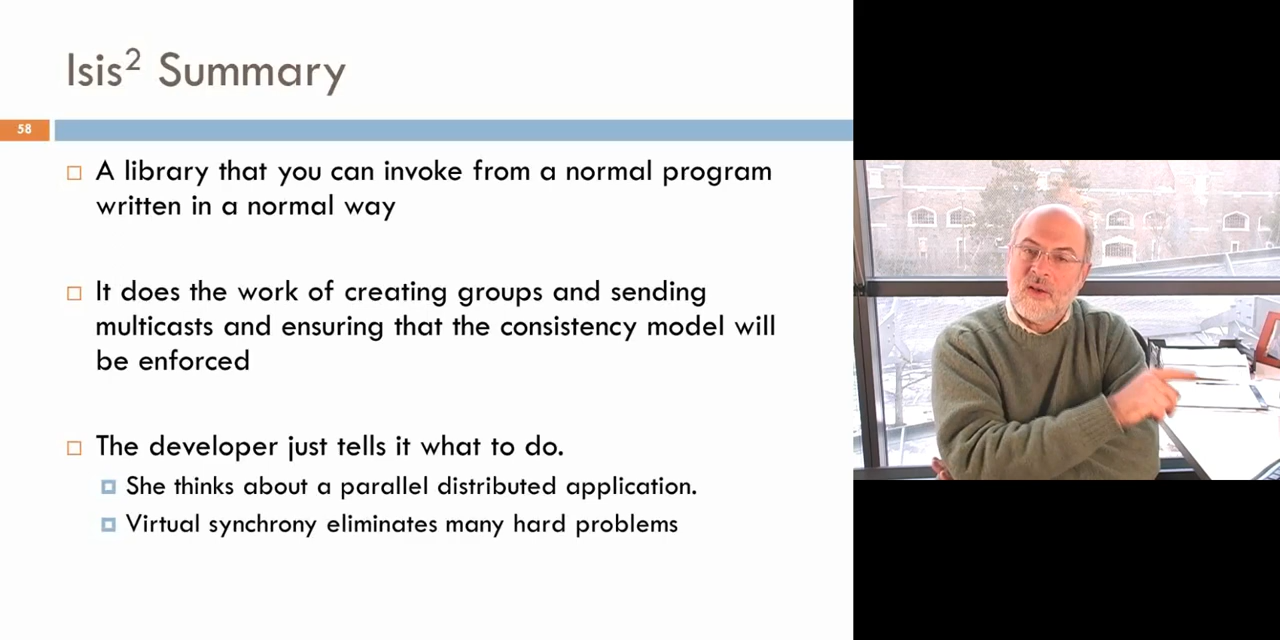 Isis² Summary
58
A library that you can invoke from a normal program
written in a normal way
It does the work of creating groups and sending
multicasts and ensuring that the consistency model will
be enforced
The developer just tells it what to do.
She thinks about a parallel distributed application.
Virtual synchrony eliminates many hard problems